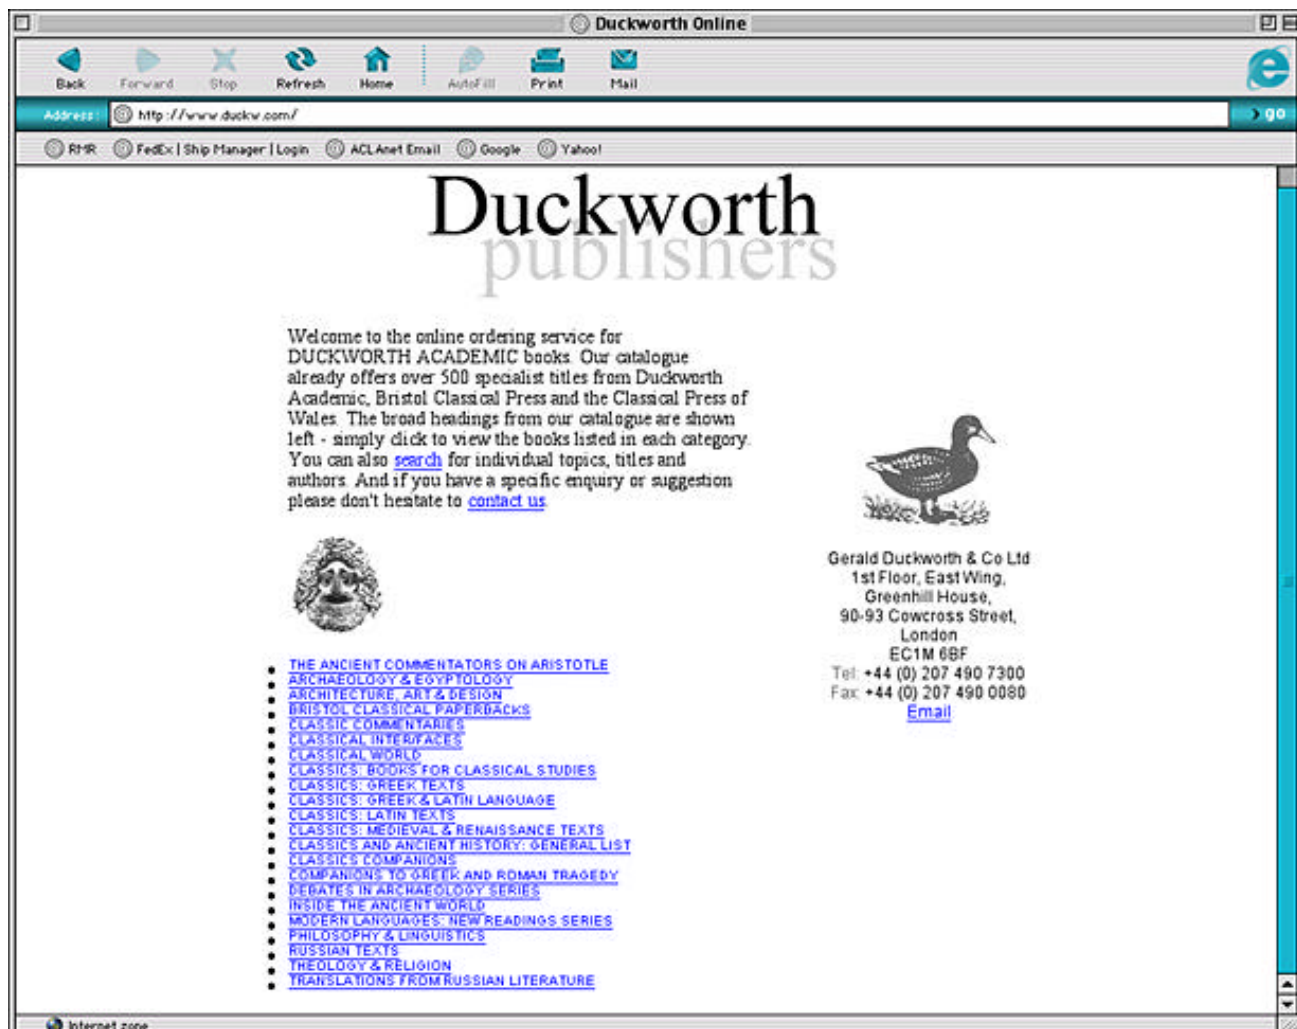 Duckworth Online
Back
Forward
Stop
Refresh
Home
AutoFill
Print
Mail
Address:
http://www.duckw.com/
go
RMR
FedEx | Ship Manager | Login
ACLAnet Email
Google
Yahoo!
Duckworth
publishers
Welcome to the online ordering service for
DUCKWORTH ACADEMIC books. Our catalogue
already offers over 500 specialist titles from Duckworth
Academic, Bristol Classical Press and the Classical Press of
Wales. The broad headings from our catalogue are shown
left - simply click to view the books listed in each category.
You can also search for individual topics, titles and
authors. And if you have a specific enquiry or suggestion
please don't hesitate to contact us.
Gerald Duckworth & Co Ltd
1st Floor, East Wing,
Greenhill House,
90-93 Cowcross Street,
London
EC1M 6BF
Tel: +44 (0) 207 490 7300
Fax: +44 (0) 207 490 0080
Email
THE ANCIENT COMMENTATORS ON ARISTOTLE
ARCHAEOLOGY & EGYPTOLOGY
ARCHITECTURE, ART & DESIGN
BRISTOL CLASSICAL PAPERBACKS
CLASSIC COMMENTARIES
CLASSICAL INTER/FACES
CLASSICAL WORLD
CLASSICS: BOOKS FOR CLASSICAL STUDIES
CLASSICS: GREEK TEXTS
CLASSICS: GREEK & LATIN LANGUAGE
CLASSICS: LATIN TEXTS
CLASSICS: MEDIEVAL & RENAISSANCE TEXTS
CLASSICS AND ANCIENT HISTORY: GENERAL LIST
CLASSICS COMPANIONS
COMPANIONS TO GREEK AND ROMAN TRAGEDY
DEBATES IN ARCHAEOLOGY SERIES
INSIDE THE ANCIENT WORLD
MODERN LANGUAGES: NEW READINGS SERIES
PHILOSOPHY & LINGUISTICS
RUSSIAN TEXTS
THEOLOGY & RELIGION
TRANSLATIONS FROM RUSSIAN LITERATURE
Internet zone